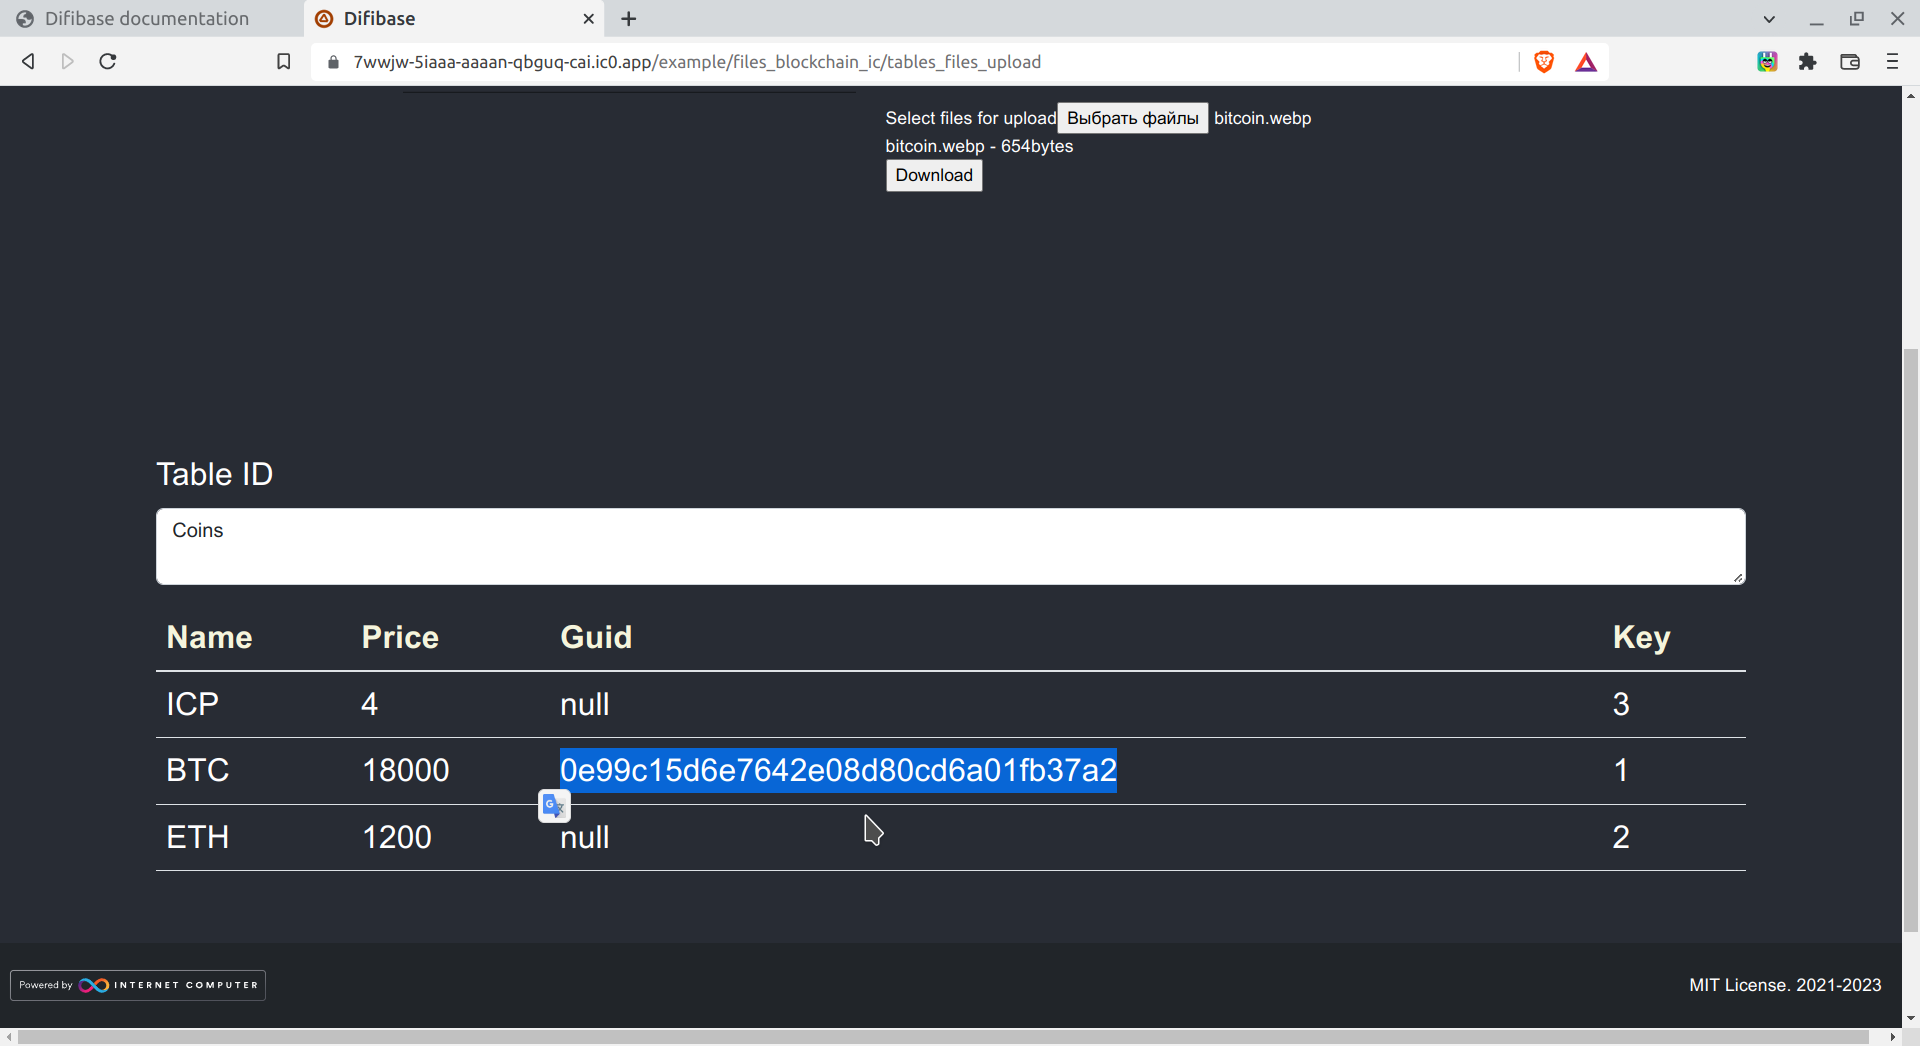 Difibase documentation
Difibase
7wwjw-5iaaa-aaaan-qbguq-cai.ic0.app/example/files_blockchain_ic/tables_files_upload
Select files for upload Выбрать файлы bitcoin.webp
bitcoin.webp - 654bytes
Download
Table ID
Coins
Name Price Guid Key
ICP 4 null 3
BTC 18000 0e99c15d6e7642e08d80cd6a01fb37a2 1
ETH 1200 null 2
Powered by INTERNET COMPUTER
MIT License. 2021-2023